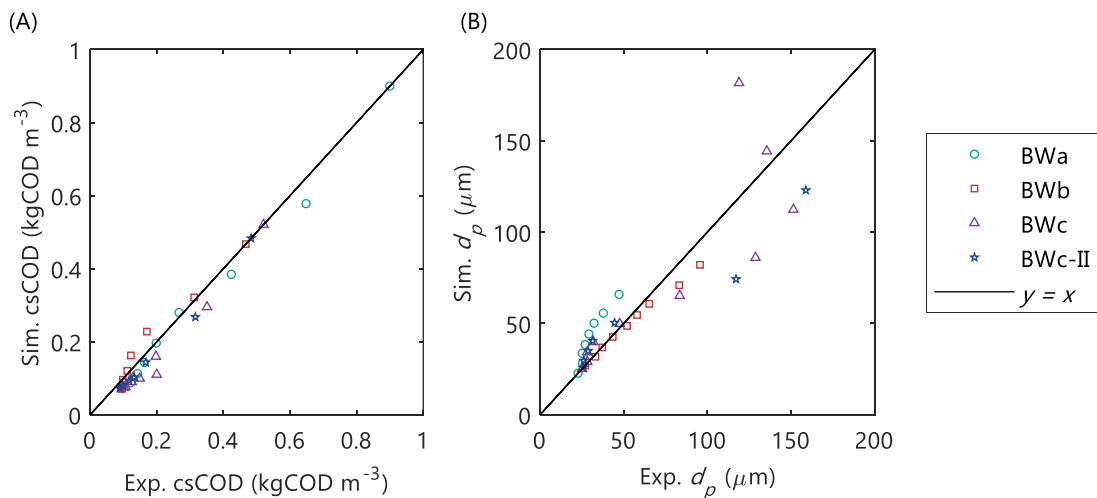 (A)
(B)
1
0.8
0.6
0.4
0.2
0
Sim. csCOD (kgCOD m⁻³)
0 0.2 0.4 0.6 0.8 1
Exp. csCOD (kgCOD m⁻³)
200
150
100
50
0
Sim. dₚ (μm)
0 50 100 150 200
Exp. dₚ (μm)
BWa
BWb
BWc
BWc-II
y = x